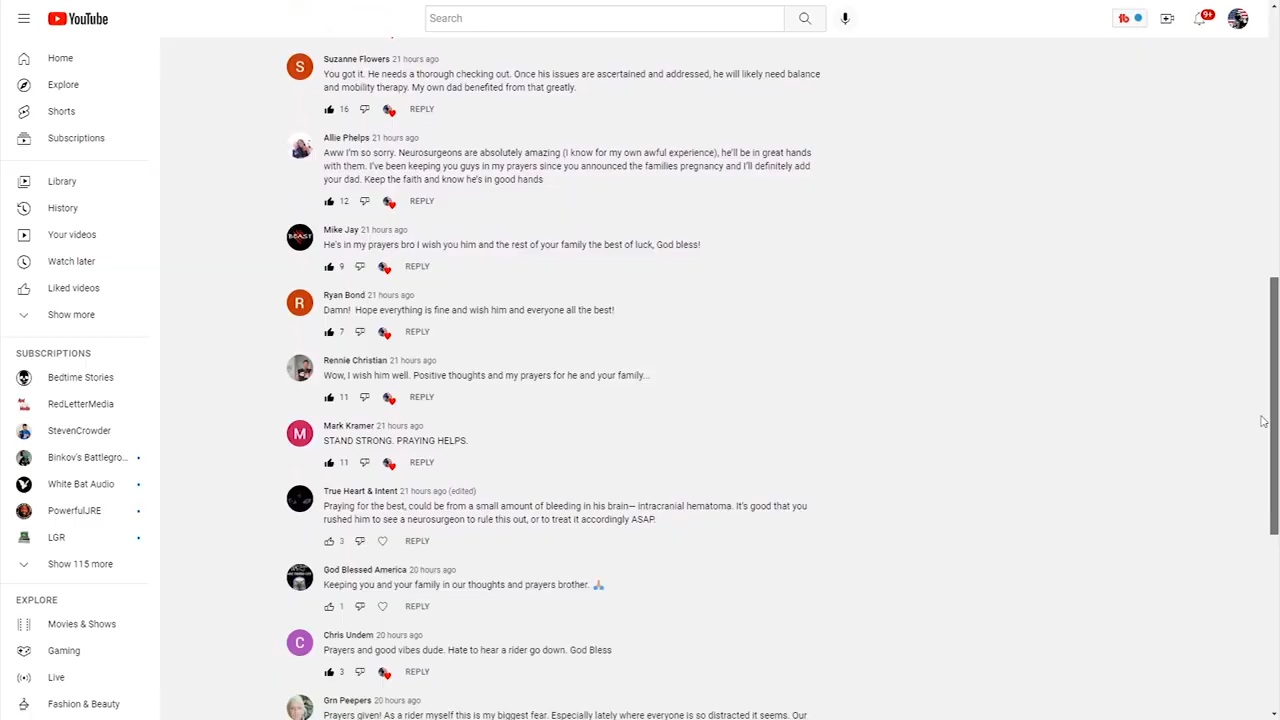 YouTube
Search
tb
9+
Home
Explore
Shorts
Subscriptions
Library
History
Your videos
Watch later
Liked videos
Show more
SUBSCRIPTIONS
Bedtime Stories
RedLetterMedia
StevenCrowder
Binkov's Battlegro...
White Bat Audio
PowerfulJRE
LGR
Show 115 more
EXPLORE
Movies & Shows
Gaming
Live
Fashion & Beauty
S
Suzanne Flowers 21 hours ago
You got it. He needs a thorough checking out. Once his issues are ascertained and addressed, he will likely need balance
and mobility therapy. My own dad benefited from that greatly.
16 REPLY
Allie Phelps 21 hours ago
Aww I'm so sorry. Neurosurgeons are absolutely amazing (I know for my own awful experience), he'll be in great hands
with them. I've been keeping you guys in my prayers since you announced the families pregnancy and I'll definitely add
your dad. Keep the faith and know he's in good hands
12 REPLY
BEAST
Mike Jay 21 hours ago
He's in my prayers bro I wish you him and the rest of your family the best of luck, God bless!
9 REPLY
R
Ryan Bond 21 hours ago
Damn! Hope everything is fine and wish him and everyone all the best!
7 REPLY
Rennie Christian 21 hours ago
Wow, I wish him well. Positive thoughts and my prayers for he and your family...
11 REPLY
M
Mark Kramer 21 hours ago
STAND STRONG. PRAYING HELPS.
11 REPLY
True Heart & Intent 21 hours ago (edited)
Praying for the best, could be from a small amount of bleeding in his brain— intracranial hematoma. It's good that you
rushed him to see a neurosurgeon to rule this out, or to treat it accordingly ASAP.
3 REPLY
God Blessed America 20 hours ago
Keeping you and your family in our thoughts and prayers brother. 🙏
1 REPLY
C
Chris Undem 20 hours ago
Prayers and good vibes dude. Hate to hear a rider go down. God Bless
3 REPLY
Grn Peepers 20 hours ago
Prayers given! As a rider myself this is my biggest fear. Especially lately where everyone is so distracted it seems. Our